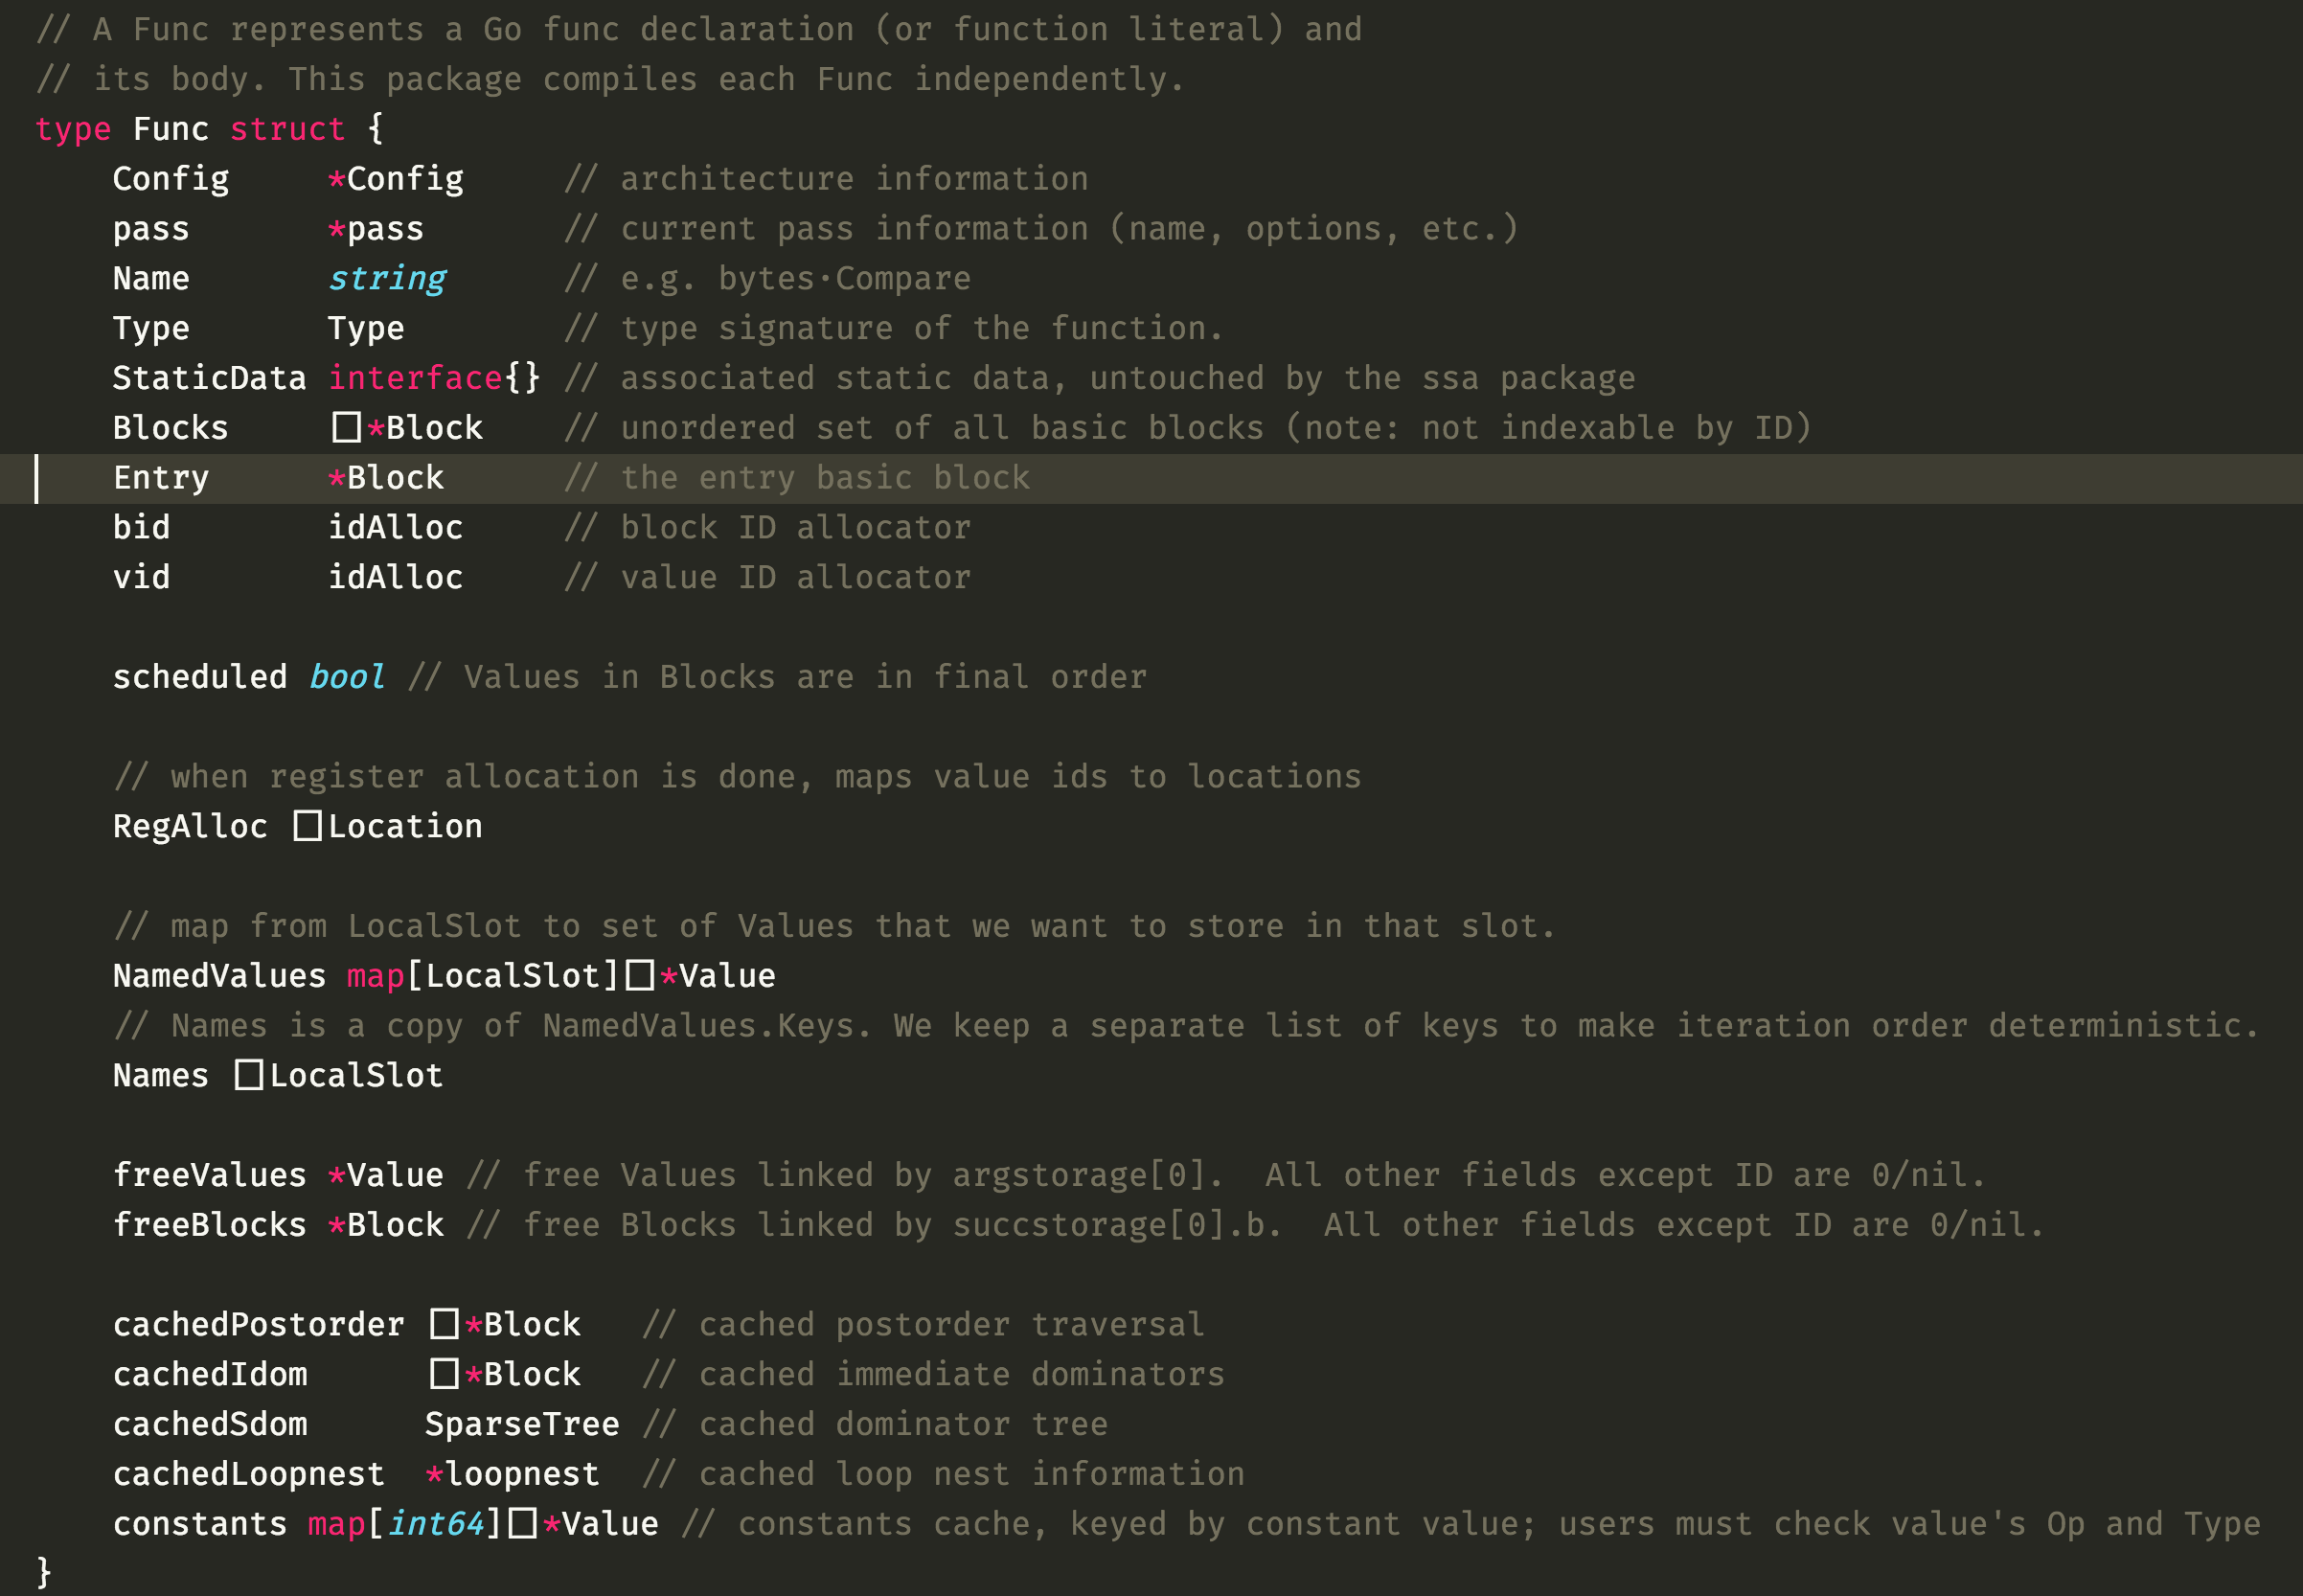 // A Func represents a Go func declaration (or function literal) and
// its body. This package compiles each Func independently.
type Func struct {
    Config     *Config     // architecture information
    pass       *pass       // current pass information (name, options, etc.)
    Name       string      // e.g. bytes·Compare
    Type       Type        // type signature of the function.
    StaticData interface{} // associated static data, untouched by the ssa package
    Blocks     []*Block    // unordered set of all basic blocks (note: not indexable by ID)
    Entry      *Block      // the entry basic block
    bid        idAlloc     // block ID allocator
    vid        idAlloc     // value ID allocator

    scheduled bool // Values in Blocks are in final order

    // when register allocation is done, maps value ids to locations
    RegAlloc []Location

    // map from LocalSlot to set of Values that we want to store in that slot.
    NamedValues map[LocalSlot][]*Value
    // Names is a copy of NamedValues.Keys. We keep a separate list of keys to make iteration order deterministic.
    Names []LocalSlot

    freeValues *Value // free Values linked by argstorage[0].  All other fields except ID are 0/nil.
    freeBlocks *Block // free Blocks linked by succstorage[0].b.  All other fields except ID are 0/nil.

    cachedPostorder []*Block   // cached postorder traversal
    cachedIdom      []*Block   // cached immediate dominators
    cachedSdom      SparseTree // cached dominator tree
    cachedLoopnest  *loopnest  // cached loop nest information
    constants map[int64][]*Value // constants cache, keyed by constant value; users must check value's Op and Type
}